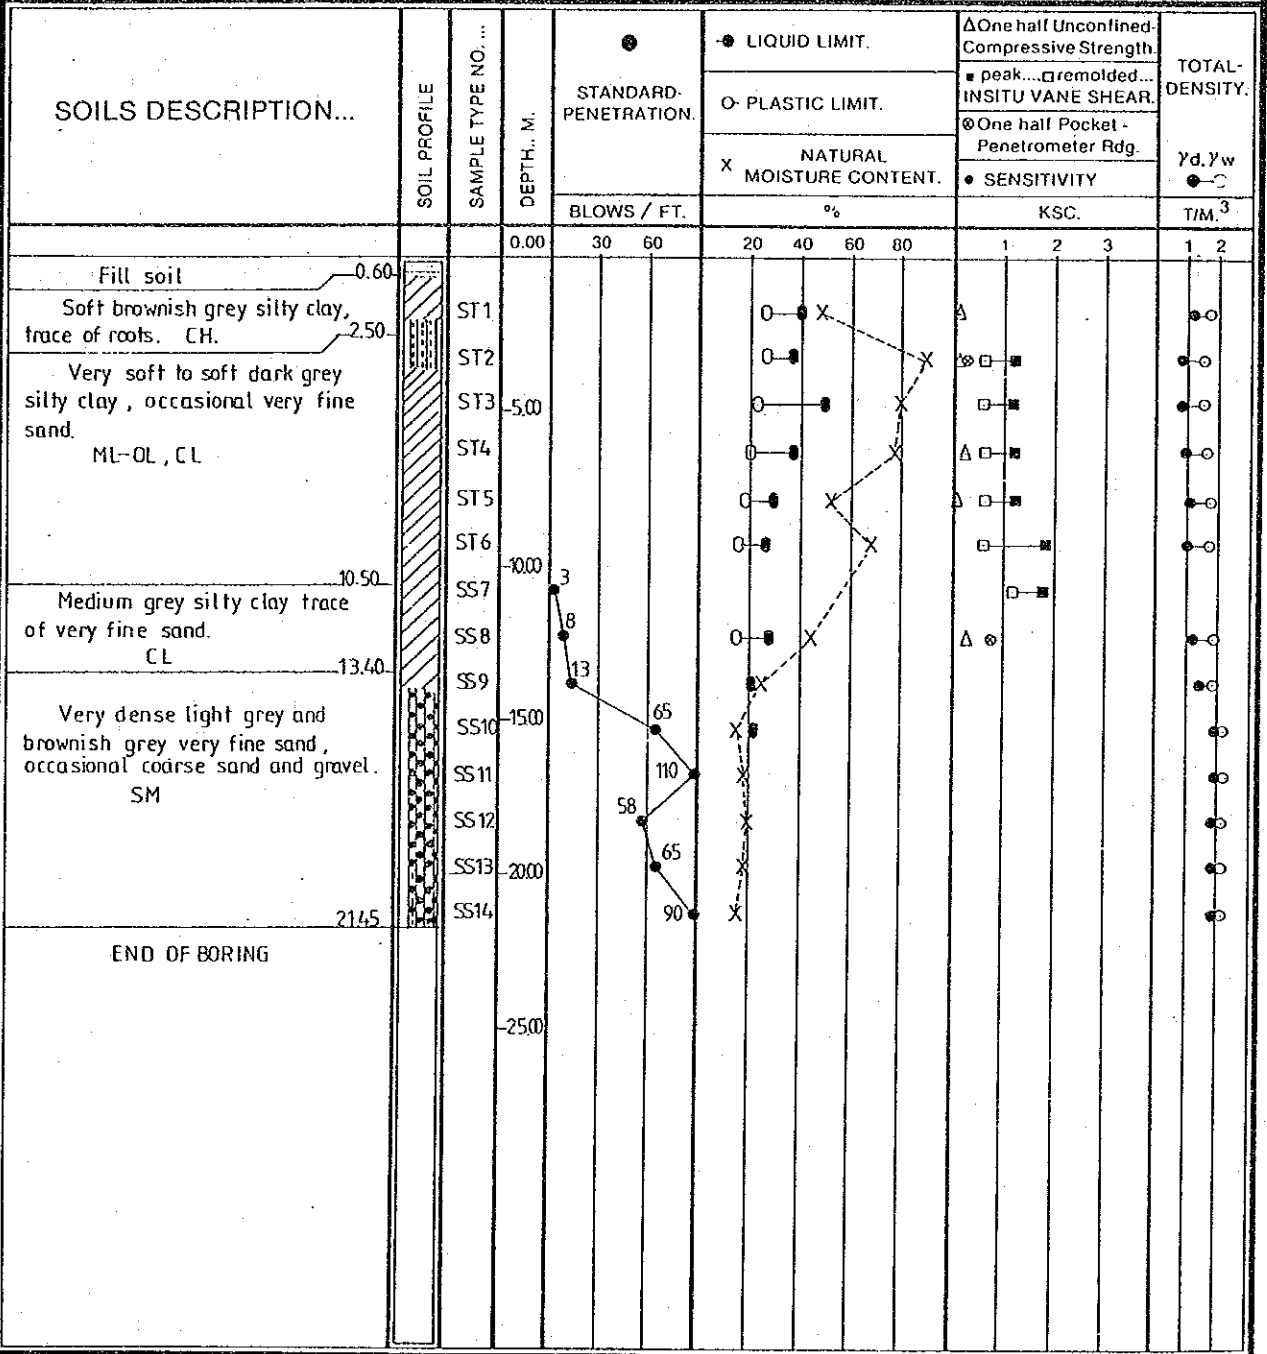 SOILS DESCRIPTION...
SOIL PROFILE
SAMPLE TYPE NO. ...
DEPTH.. M.
STANDARD-
PENETRATION.
BLOWS / FT.
LIQUID LIMIT.
O- PLASTIC LIMIT.
X NATURAL
MOISTURE CONTENT.
%
Δ One half Unconfined-
Compressive Strength.
■ peak....□ remolded...
INSITU VANE SHEAR.
⊗ One half Pocket -
Penetrometer Rdg.
• SENSITIVITY
KSC.
TOTAL-
DENSITY.
γd, γw
T/M.3
0.00 30 60 20 40 60 80 1 2 3 1 2
Fill soil 0.60
Soft brownish grey silty clay,
trace of roots. CH. 2.50
Very soft to soft dark grey
silty clay , occasional very fine
sand.
ML-OL , CL
10.50
Medium grey silty clay trace
of very fine sand.
CL
13.40
Very dense light grey and
brownish grey very fine sand,
occasional coarse sand and gravel.
SM
21.45
END OF BORING
ST1
ST2
ST3
ST4
ST5
ST6
SS7
SS8
SS9
SS10
SS11
SS12
SS13
SS14
5.00
10.00
15.00
20.00
25.00
3
8
13
65
110
58
65
90